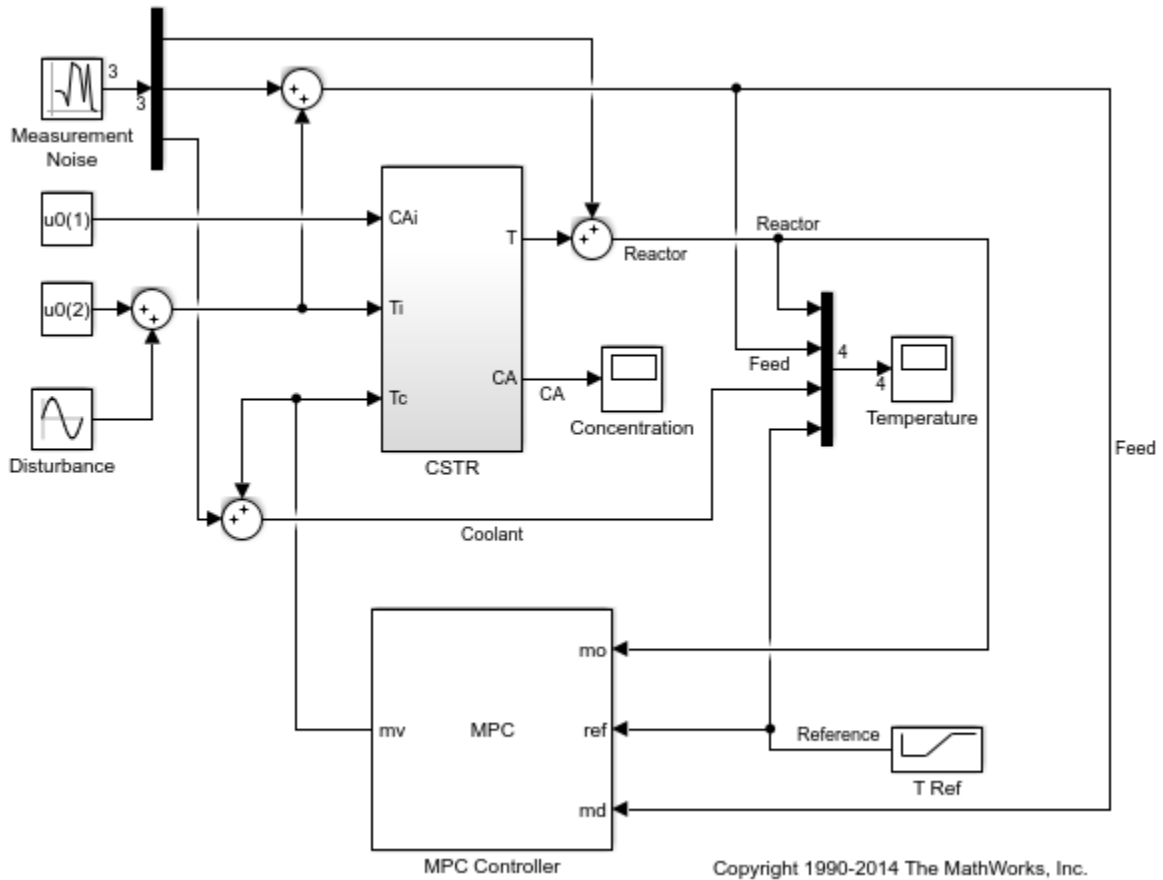 3
3
Measurement
Noise
u0(1)
CAi
T
Reactor
Reactor
u0(2)
Ti
4
Feed
4
CA
CA
Tc
Temperature
Concentration
Disturbance
CSTR
Feed
Coolant
mo
mv
MPC
ref
Reference
T Ref
md
MPC Controller
Copyright 1990-2014 The MathWorks, Inc.